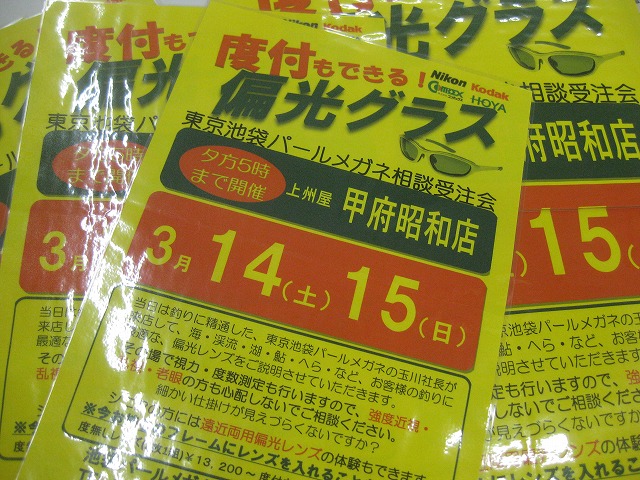 度付もできる!
Nikon Kodak
HOYA
偏光グラス
東京池袋パールメガネ相談受注会
夕方5時
まで開催
上州屋 甲府昭和店
3月 14(土) 15(日)
当日は釣りに精通した、東京池袋パールメガネの玉川社長が
来店して、海・渓流・湖・鮎・へら・など、お客様の釣りに
最適な、偏光レンズをご説明させていただきます。
その場で視力・度数測定も行いますので、強度近視・
乱視・老眼の方も心配しないでご相談ください。
細かい仕掛けが見えづらくないですか?
シニアの方には遠近両用偏光レンズの体験もできます
フレームにレンズを入れること
¥13,200~
パールメガネ